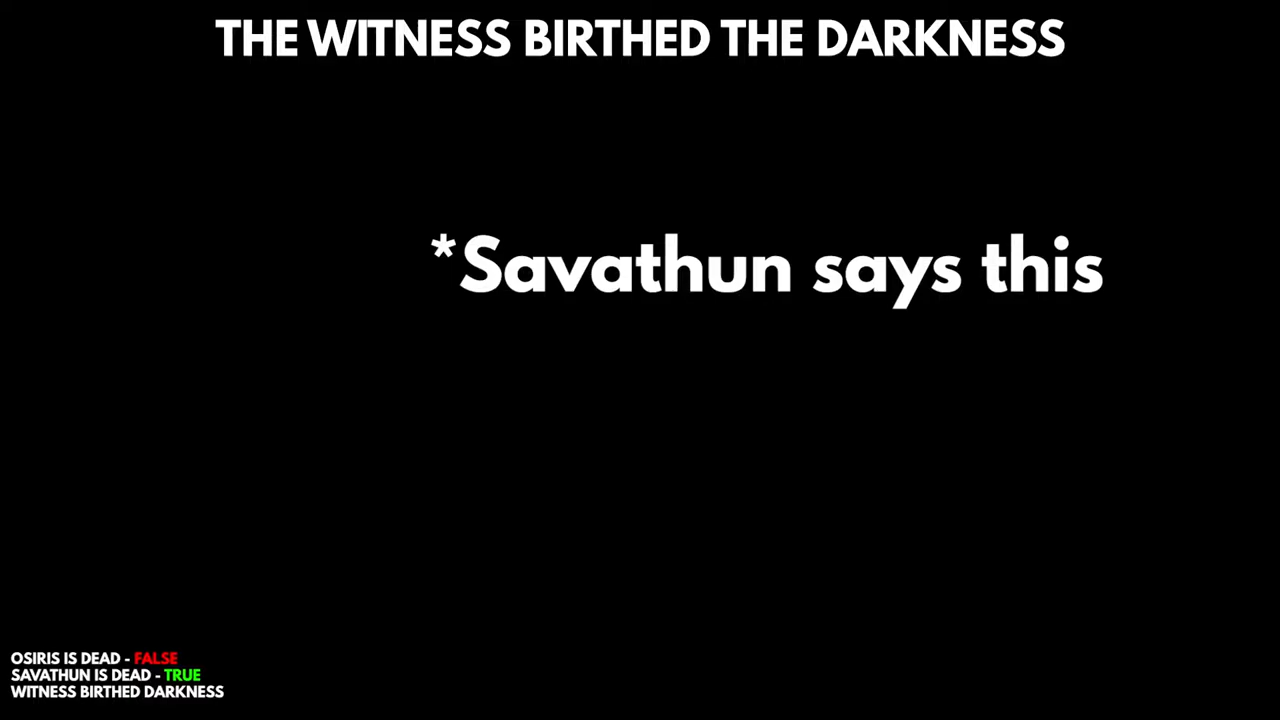 THE WITNESS BIRTHED THE DARKNESS
*Savathun says this
OSIRIS IS DEAD - FALSE
SAVATHUN IS DEAD - TRUE
WITNESS BIRTHED DARKNESS